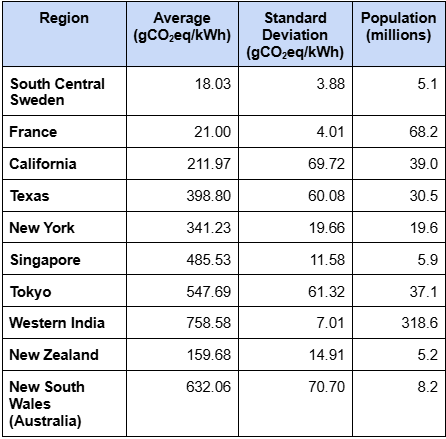 Region Average Standard Population
(gCO₂eq/kWh) Deviation (millions)
(gCO₂eq/kWh)
South Central 18.03 3.88 5.1
Sweden
France 21.00 4.01 68.2
California 211.97 69.72 39.0
Texas 398.80 60.08 30.5
New York 341.23 19.66 19.6
Singapore 485.53 11.58 5.9
Tokyo 547.69 61.32 37.1
Western India 758.58 7.01 318.6
New Zealand 159.68 14.91 5.2
New South 632.06 70.70 8.2
Wales
(Australia)